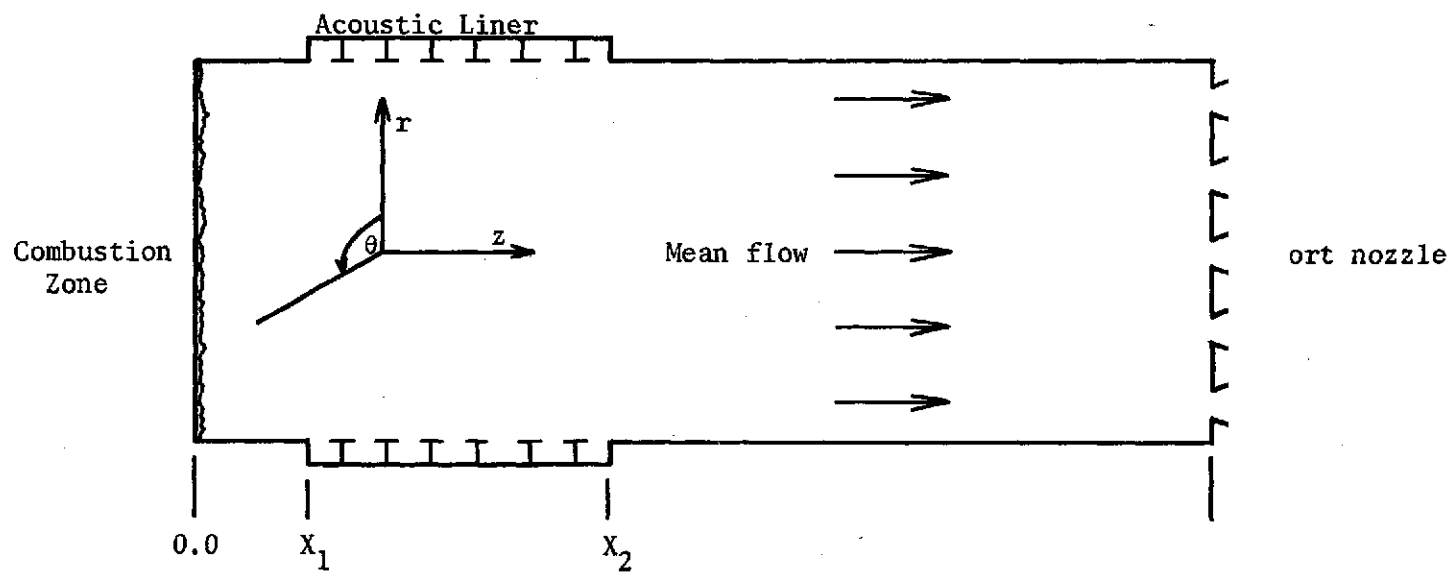 Acoustic Liner
r
θ
z
Combustion
Zone
Mean flow
ort nozzle
0.0
X1
X2